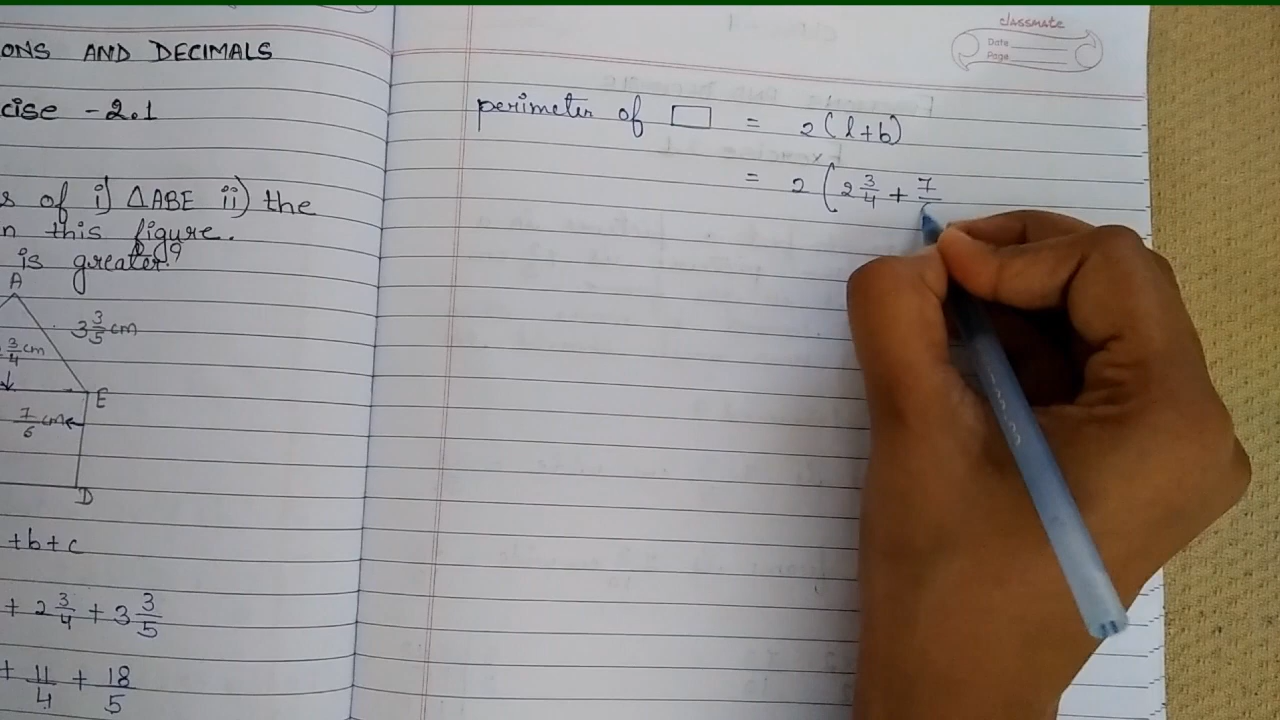 ONS AND DECIMALS
cise - 2.1
s of i) △ABE ii) the
n this figure.
is greater?
A
3 3/5 cm
3/4 cm
E
7/6 cm
D
+b+c
+ 2 3/4 + 3 3/5
+ 11/4 + 18/5
classmate
Date
Page
perimeter of ▭ = 2(l+b)
= 2(2 3/4 + 7/